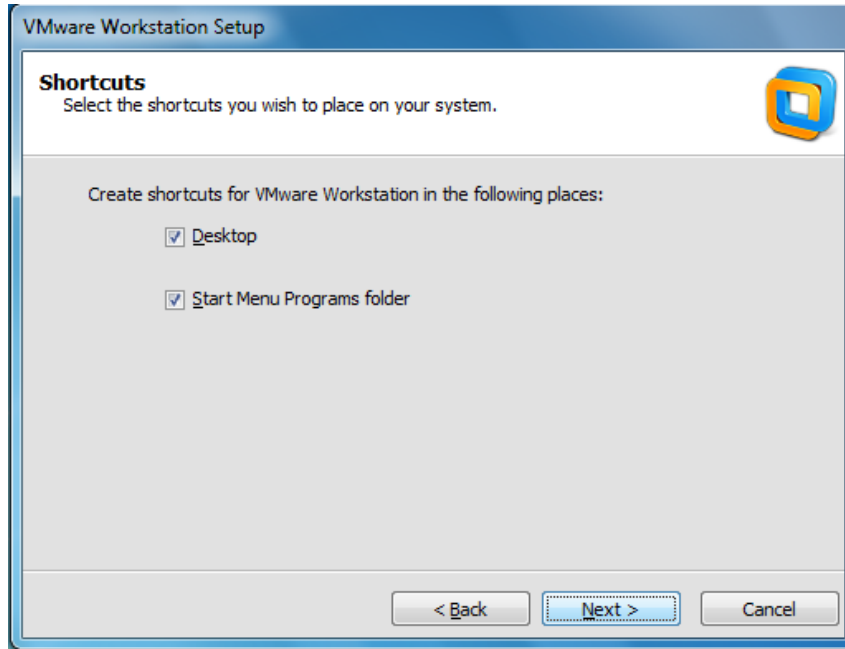 VMware Workstation Setup
Shortcuts
Select the shortcuts you wish to place on your system.
Create shortcuts for VMware Workstation in the following places:
Desktop
Start Menu Programs folder
< Back Next > Cancel